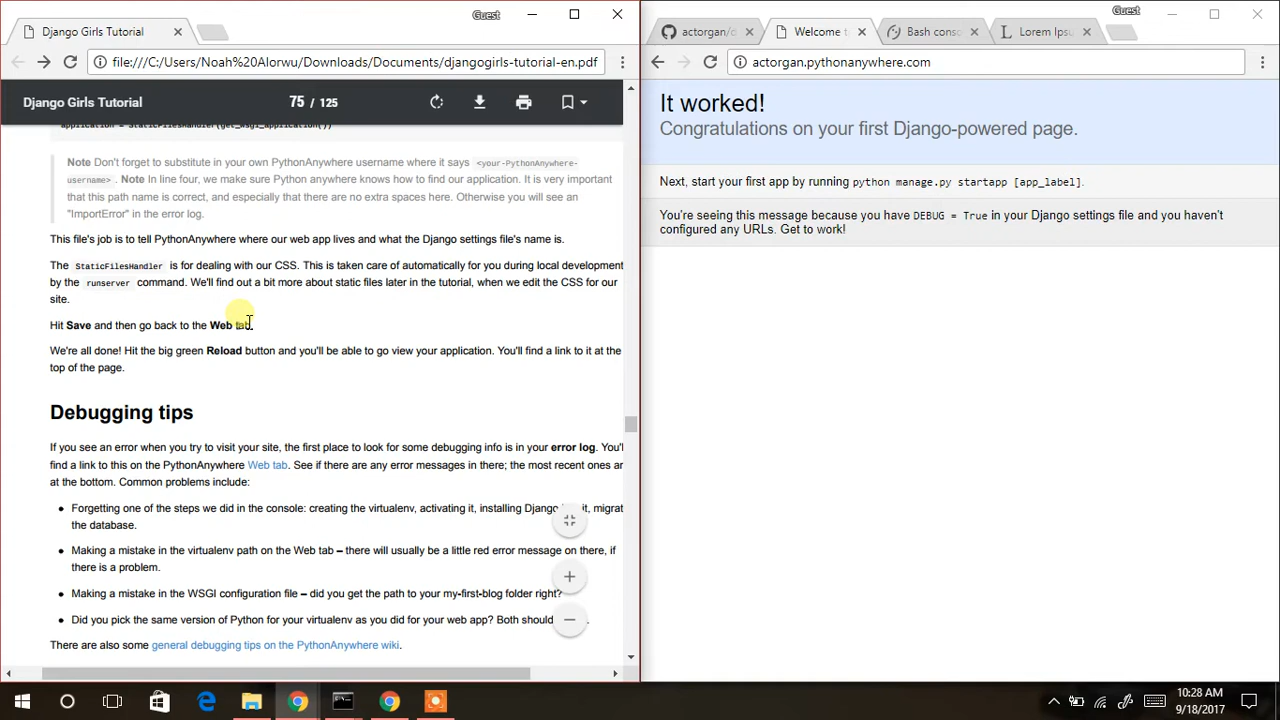 Guest
Django Girls Tutorial
file:///C:/Users/Noah%20Alorwu/Downloads/Documents/djangogirls-tutorial-en.pdf
Django Girls Tutorial
75 / 125
application = StaticFilesHandler(get_wsgi_application())
Note Don't forget to substitute in your own PythonAnywhere username where it says <your-PythonAnywhere-
username> . Note In line four, we make sure Python anywhere knows how to find our application. It is very important
that this path name is correct, and especially that there are no extra spaces here. Otherwise you will see an
"ImportError" in the error log.
This file's job is to tell PythonAnywhere where our web app lives and what the Django settings file's name is.
The StaticFilesHandler is for dealing with our CSS. This is taken care of automatically for you during local development
by the runserver command. We'll find out a bit more about static files later in the tutorial, when we edit the CSS for our
site.
Hit Save and then go back to the Web tab.
We're all done! Hit the big green Reload button and you'll be able to go view your application. You'll find a link to it at the
top of the page.
Debugging tips
If you see an error when you try to visit your site, the first place to look for some debugging info is in your error log. You'l
find a link to this on the PythonAnywhere Web tab. See if there are any error messages in there; the most recent ones ar
at the bottom. Common problems include:
Forgetting one of the steps we did in the console: creating the virtualenv, activating it, installing Django it, migrat
the database.
Making a mistake in the virtualenv path on the Web tab – there will usually be a little red error message on there, if
there is a problem.
Making a mistake in the WSGI configuration file – did you get the path to your my-first-blog folder right?
Did you pick the same version of Python for your virtualenv as you did for your web app? Both should
There are also some general debugging tips on the PythonAnywhere wiki.
Guest
actorgan/d
Welcome t
Bash cons
Lorem Ipsu
actorgan.pythonanywhere.com
It worked!
Congratulations on your first Django-powered page.
Next, start your first app by running python manage.py startapp [app_label].
You're seeing this message because you have DEBUG = True in your Django settings file and you haven't
configured any URLs. Get to work!
10:28 AM
9/18/2017